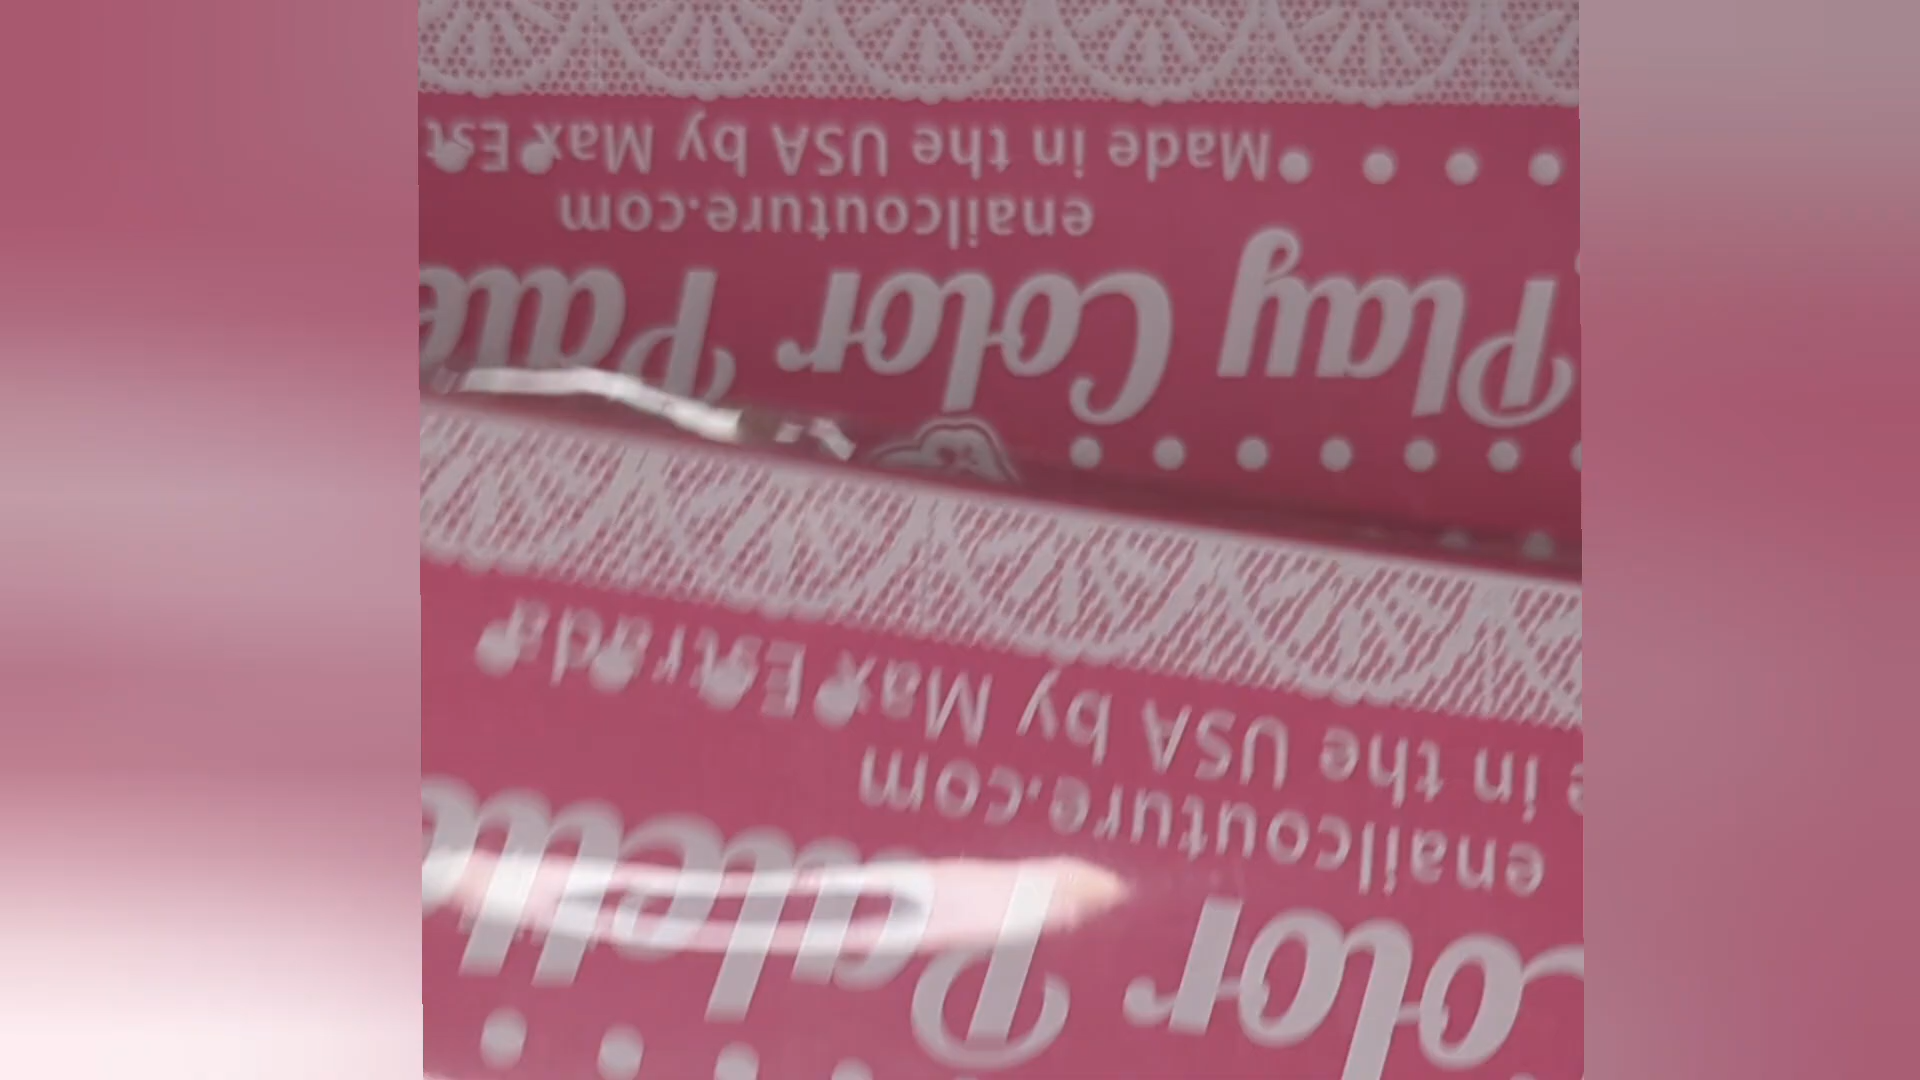 olor Palette
enailcouture.com
e in the USA by Max Estrada
Play Color Pale
enailcouture.com
Made in the USA by Max Est